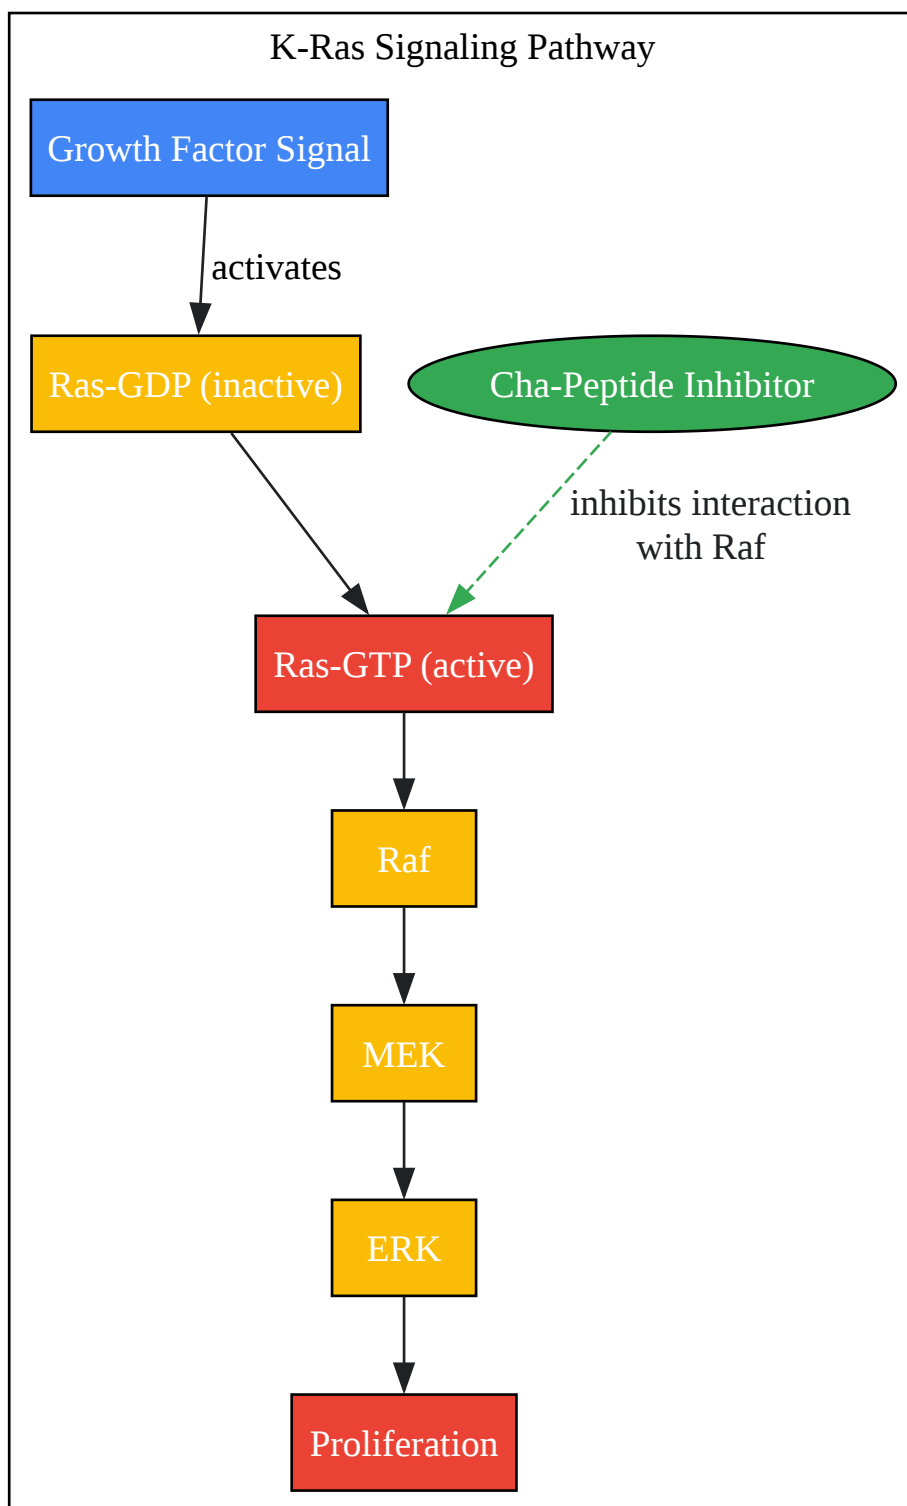 K-Ras Signaling Pathway
Growth Factor Signal
activates
Ras-GDP (inactive)
Cha-Peptide Inhibitor
inhibits interaction
with Raf
Ras-GTP (active)
Raf
MEK
ERK
Proliferation